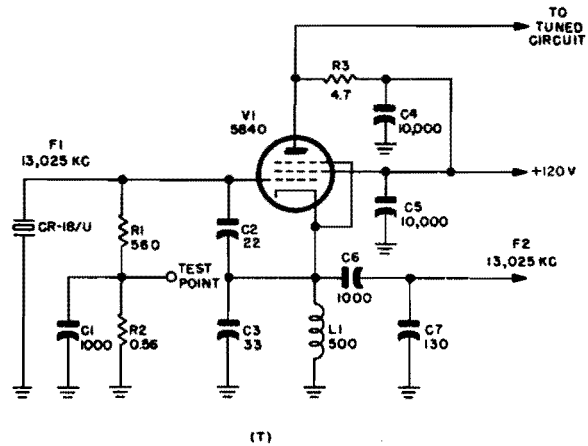 TO
TUNED
CIRCUIT
R3
4.7
V1
5840
C4
10,000
F1
13,025 KC
+120V
CR-18/U
R1
560
C2
22
C5
10,000
C6
1000
F2
13,025 KC
TEST
POINT
C1
1000
R2
0.56
C3
33
L1
500
C7
130
(T)